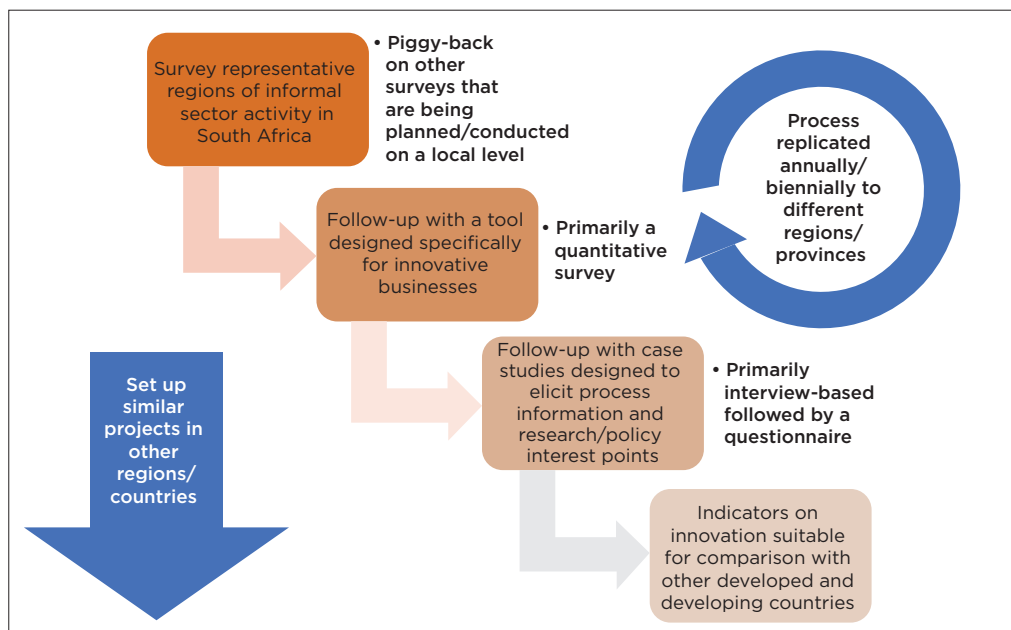 Survey representative
regions of informal
sector activity in
South Africa
• Piggy-back
on other
surveys that
are being
planned/conducted
on a local level
Process
replicated
annually/
biennially to
different
regions/
provinces
Follow-up with a tool
designed specifically
for innovative
businesses
• Primarily a
quantitative
survey
Follow-up with case
studies designed to
elicit process
information and
research/policy
interest points
• Primarily
interview-based
followed by a
questionnaire
Set up
similar
projects in
other
regions/
countries
Indicators on
innovation suitable
for comparison with
other developed and
developing countries